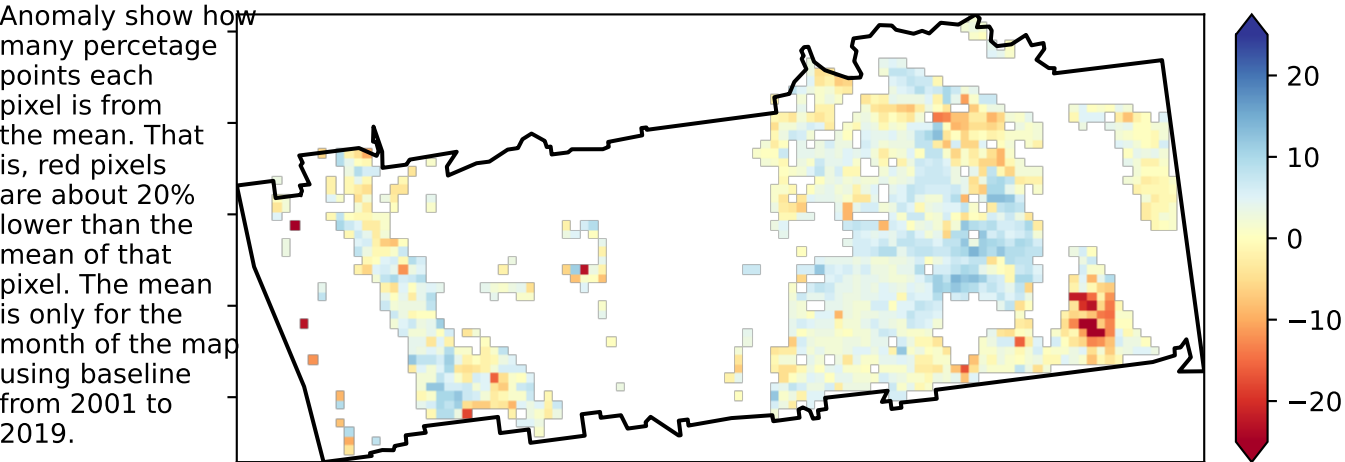 Anomaly show how
many percetage
points each
pixel is from
the mean. That
is, red pixels
are about 20%
lower than the
mean of that
pixel. The mean
is only for the
month of the map
using baseline
from 2001 to
2019.
20
10
0
−10
−20